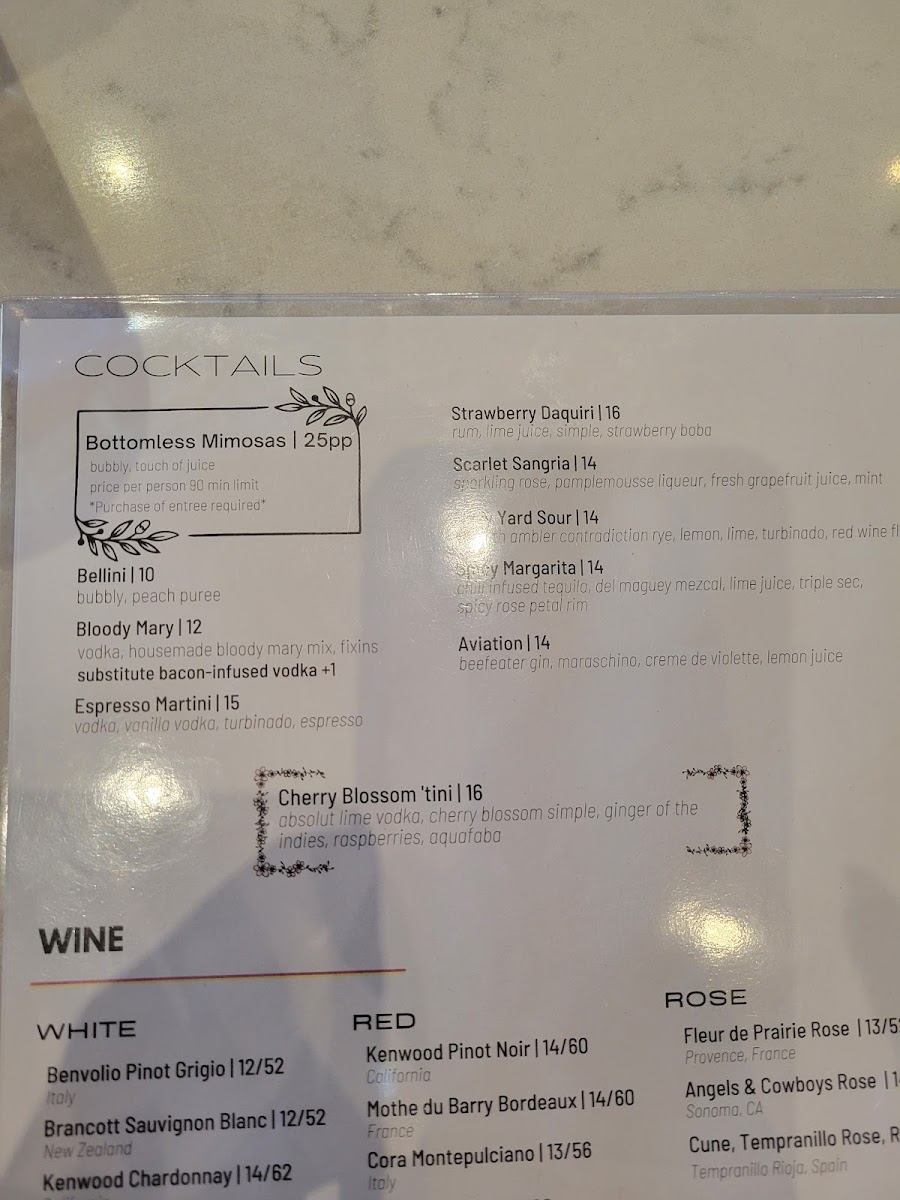 COCKTAILS
Bottomless Mimosas | 25pp
bubbly, touch of juice
price per person 90 min limit
*Purchase of entree required*
Bellini | 10
bubbly, peach puree
Bloody Mary | 12
vodka, housemade bloody mary mix, fixins
substitute bacon-infused vodka +1
Espresso Martini | 15
vodka, vanilla vodka, turbinado, espresso
Strawberry Daquiri | 16
rum, lime juice, simple, strawberry boba
Scarlet Sangria | 14
sparkling rose, pamplemousse liqueur, fresh grapefruit juice, mint
Yard Sour | 14
ambler contradiction rye, lemon, lime, turbinado, red wine fl
Spicy Margarita | 14
chili infused tequila, del maguey mezcal, lime juice, triple sec,
spicy rose petal rim
Aviation | 14
beefeater gin, maraschino, creme de violette, lemon juice
Cherry Blossom 'tini | 16
absolut lime vodka, cherry blossom simple, ginger of the
indies, raspberries, aquafaba
WINE
WHITE
Benvolio Pinot Grigio | 12/52
Italy
Brancott Sauvignon Blanc | 12/52
New Zealand
Kenwood Chardonnay | 14/62
RED
Kenwood Pinot Noir | 14/60
California
Mothe du Barry Bordeaux | 14/60
France
Cora Montepulciano | 13/56
Italy
ROSE
Fleur de Prairie Rose | 13/5
Provence, France
Angels & Cowboys Rose | 1
Sonoma, CA
Cune, Tempranillo Rose, R
Tempranillo Rioja, Spain